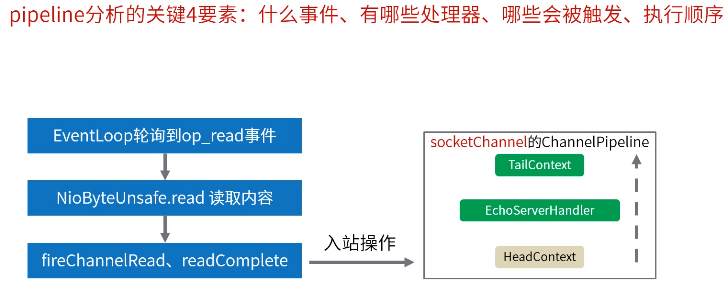 pipeline分析的关键4要素：什么事件、有哪些处理器、哪些会被触发、执行顺序
EventLoop轮询到op_read事件
NioByteUnsafe.read 读取内容
fireChannelRead、readComplete
入站操作
socketChannel的ChannelPipeline
TailContext
EchoServerHandler
HeadContext